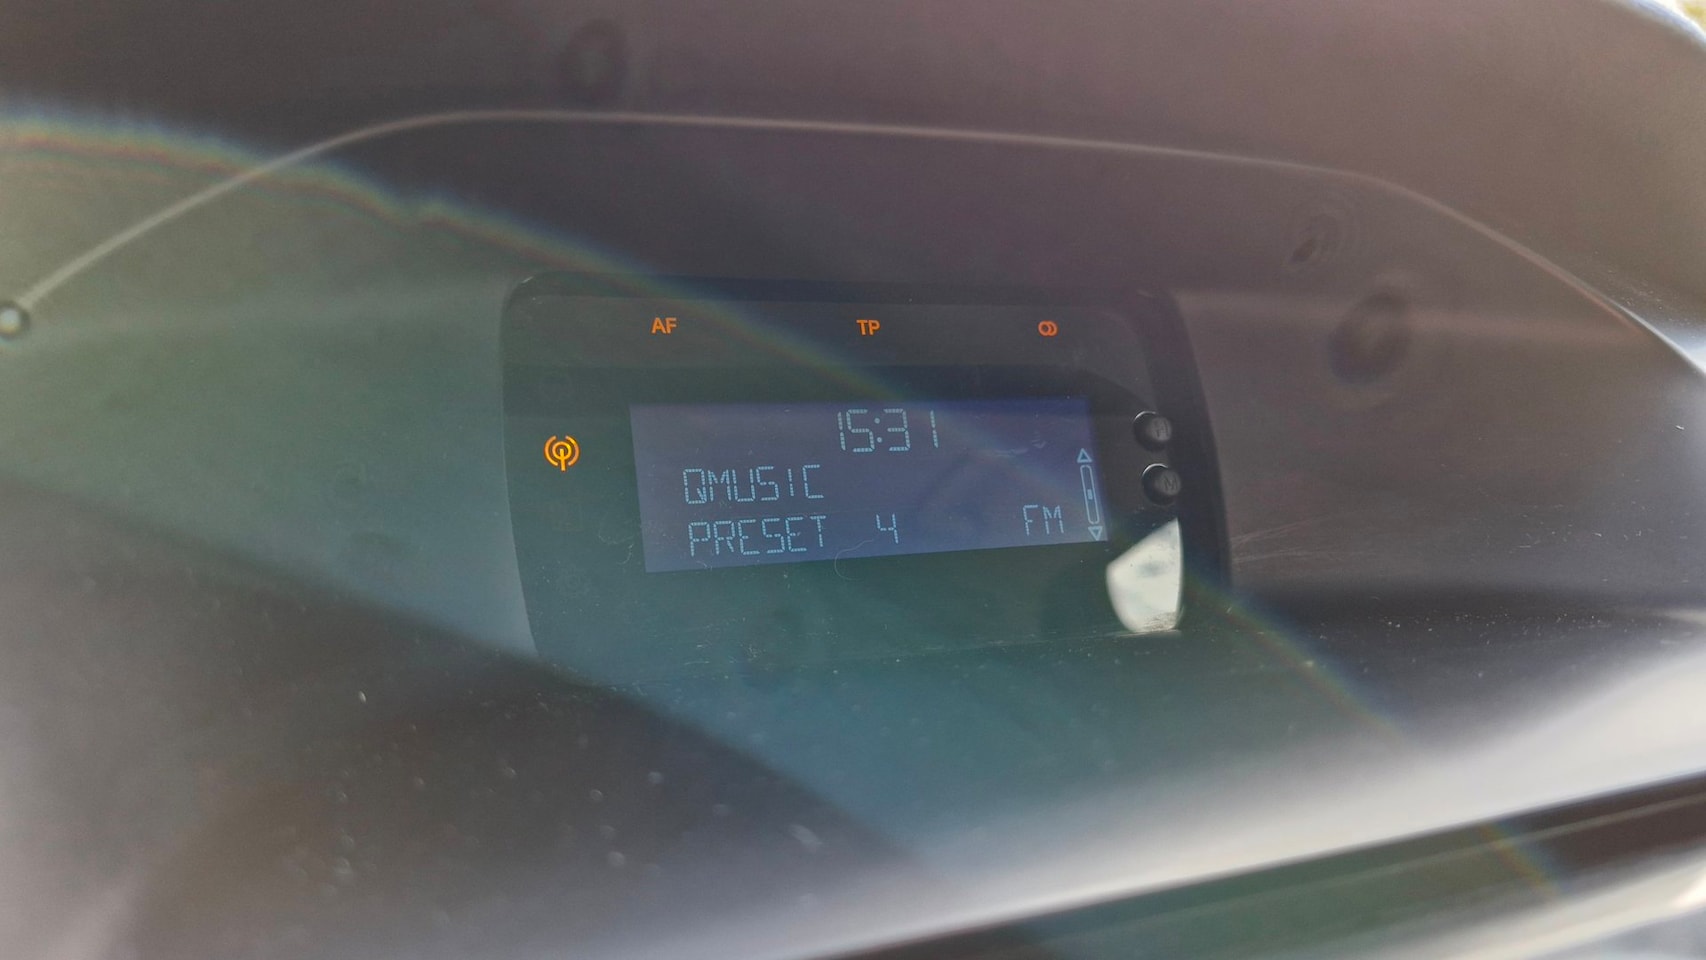 AF TP
15:31
QMUSIC
PRESET 4 FM
H
M